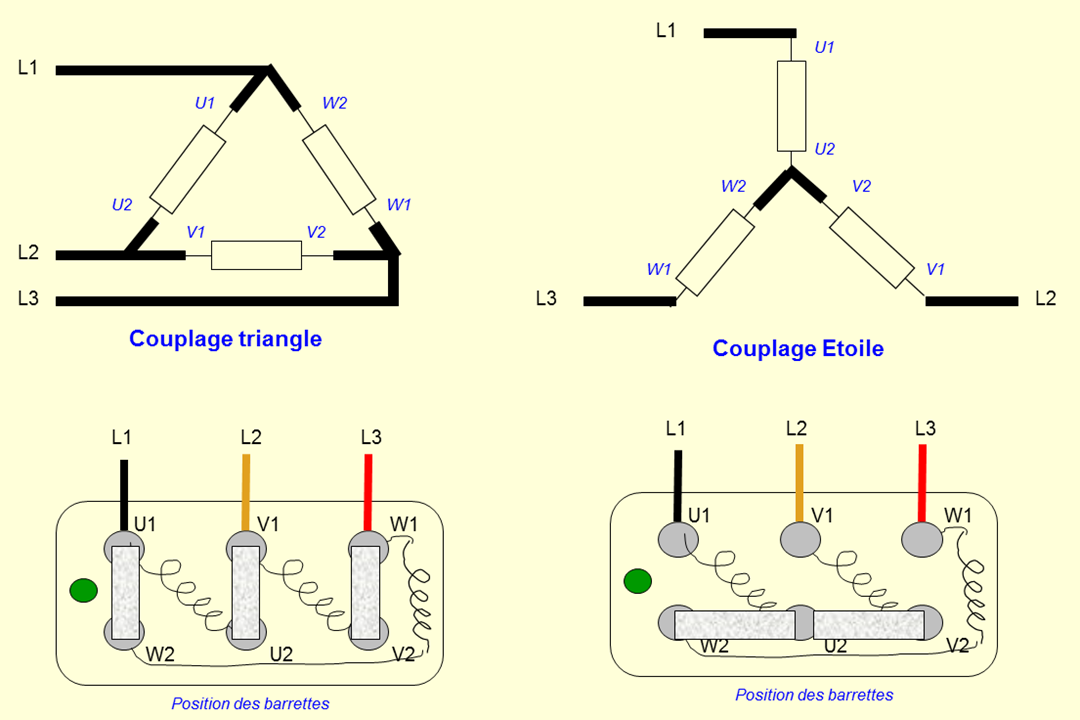 L1
U1
W2
U2
W1
L2
V1
V2
L3
Couplage triangle
L1
U1
U2
W2
V2
W1
V1
L3
L2
Couplage Etoile
L1
L2
L3
U1
V1
W1
W2
U2
V2
Position des barrettes
L1
L2
L3
U1
V1
W1
W2
U2
V2
Position des barrettes